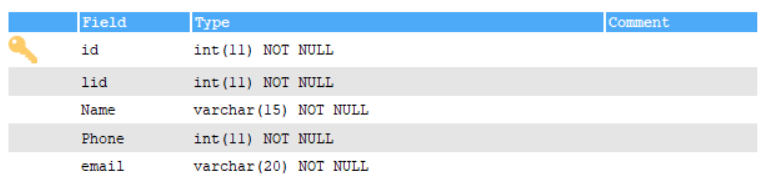 Field Type Comment
id int(11) NOT NULL
lid int(11) NOT NULL
Name varchar(15) NOT NULL
Phone int(11) NOT NULL
email varchar(20) NOT NULL